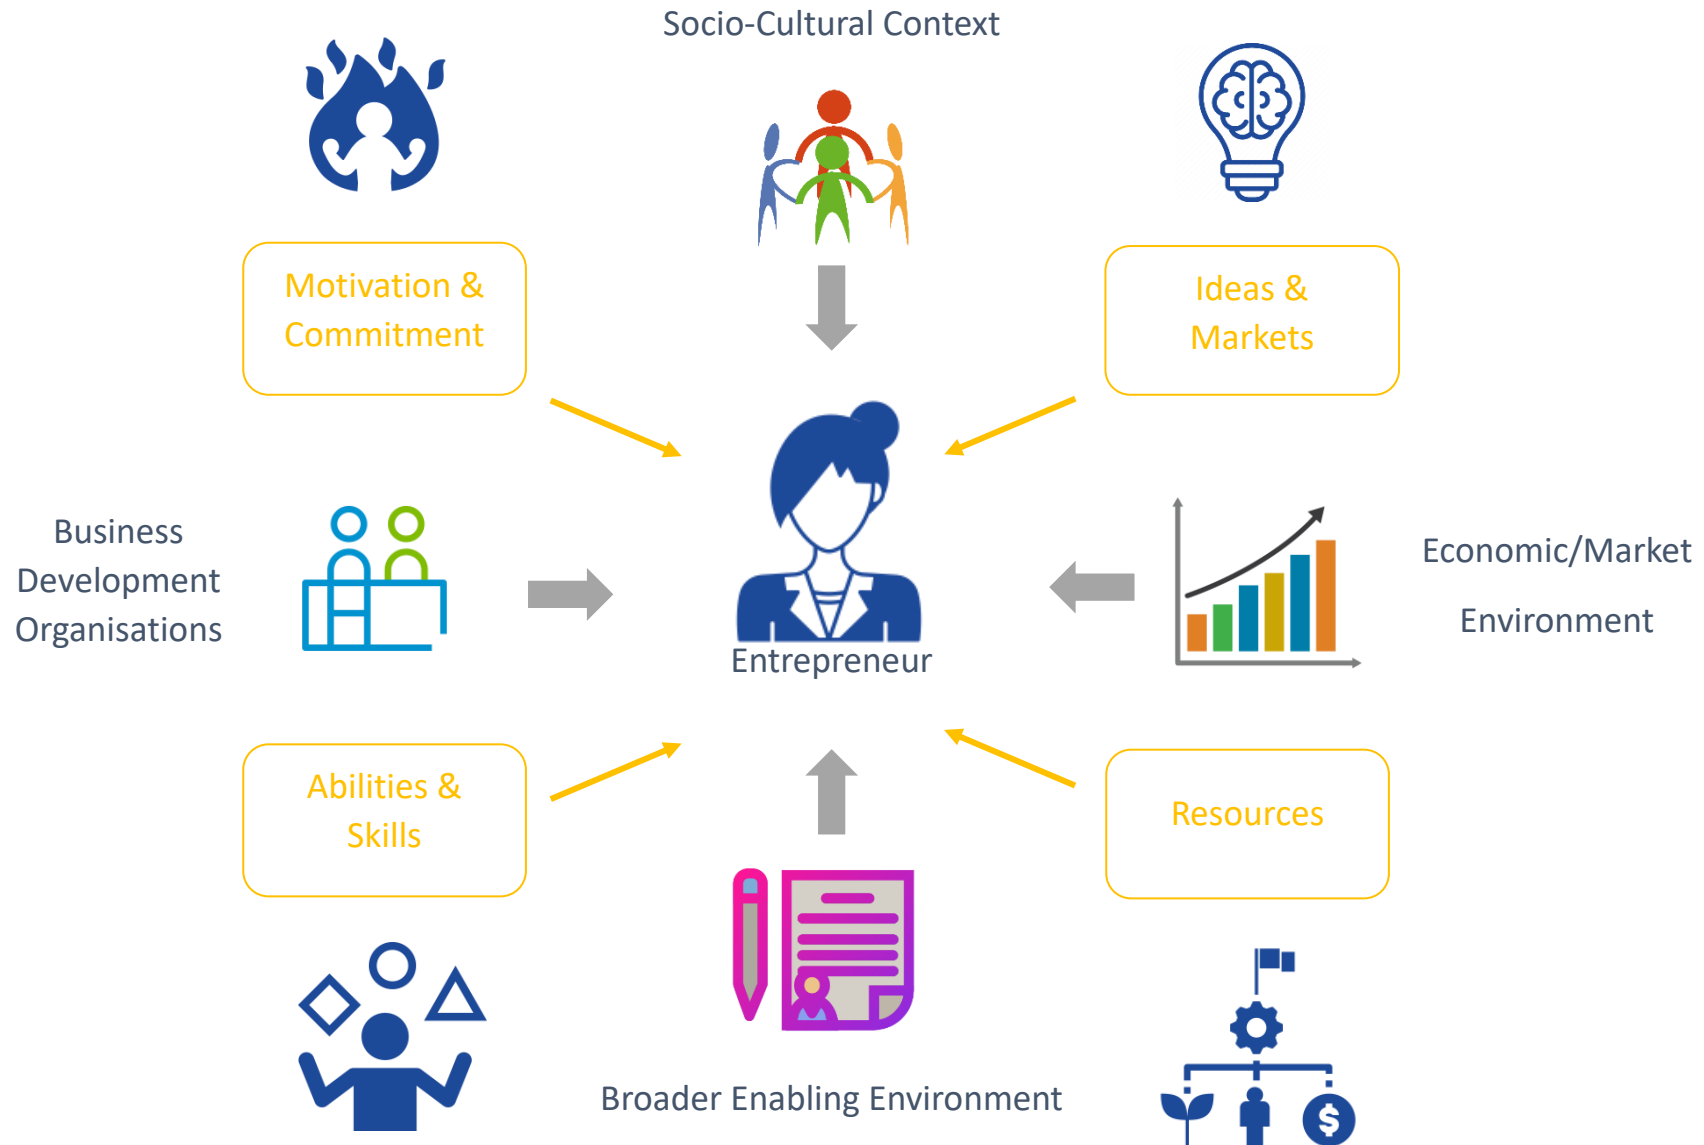 Socio-Cultural Context
Motivation &
Commitment
Ideas &
Markets
Business
Development
Organisations
Entrepreneur
Economic/Market
Environment
Abilities &
Skills
Resources
Broader Enabling Environment
$